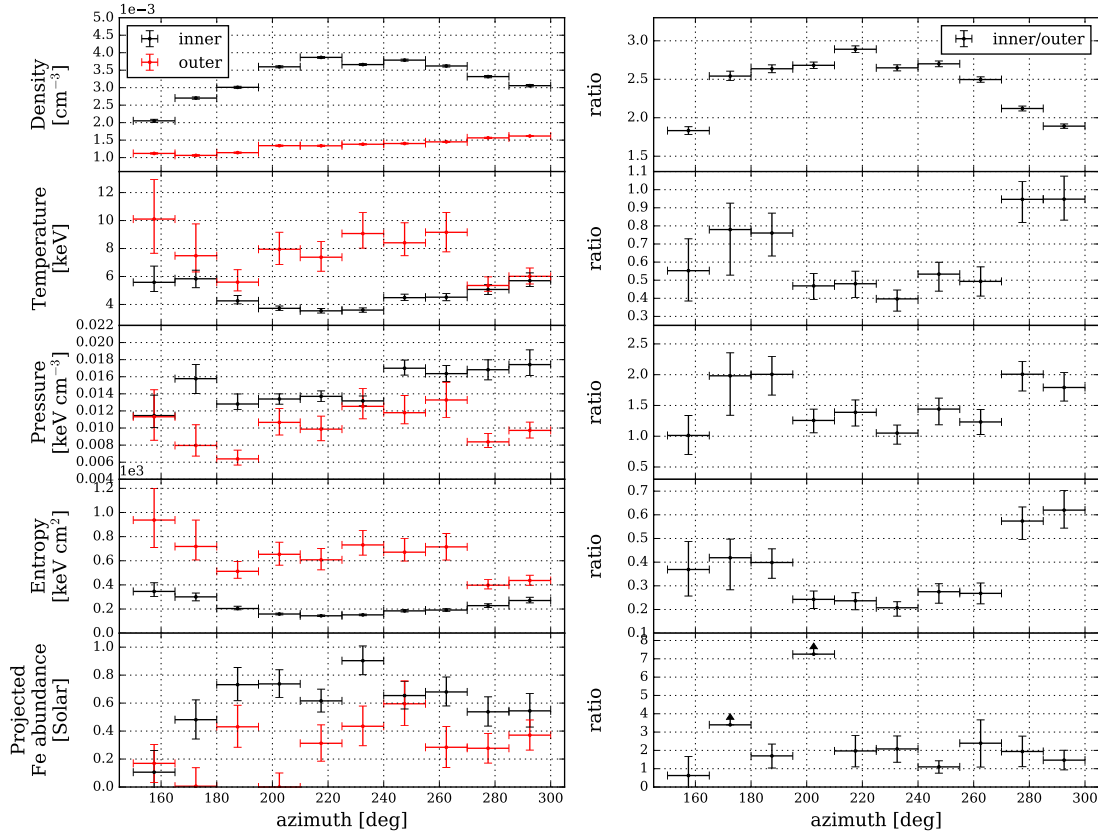 1e−3
inner
outer
Density
[cm−3]
4.0
3.5
3.0
2.5
2.0
1.5
1.0
inner/outer
ratio
3.0
2.5
2.0
1.5
Temperature
[keV]
12
10
8
6
4
ratio
1.1
1.0
0.9
0.8
0.7
0.6
0.5
0.4
0.3
Pressure
[keV cm−3]
0.022
0.020
0.018
0.016
0.014
0.012
0.010
0.008
0.006
0.004
ratio
2.5
2.0
1.5
1.0
0.5
1e3
Entropy
[keV cm2]
1.2
1.0
0.8
0.6
0.4
0.2
0.0
ratio
0.7
0.6
0.5
0.4
0.3
0.2
0.1
Projected
Fe abundance
[Solar]
1.0
0.8
0.6
0.4
0.2
0.0
ratio
8
7
6
5
4
3
2
1
0
160 180 200 220 240 260 280 300
azimuth [deg]
160 180 200 220 240 260 280 300
azimuth [deg]